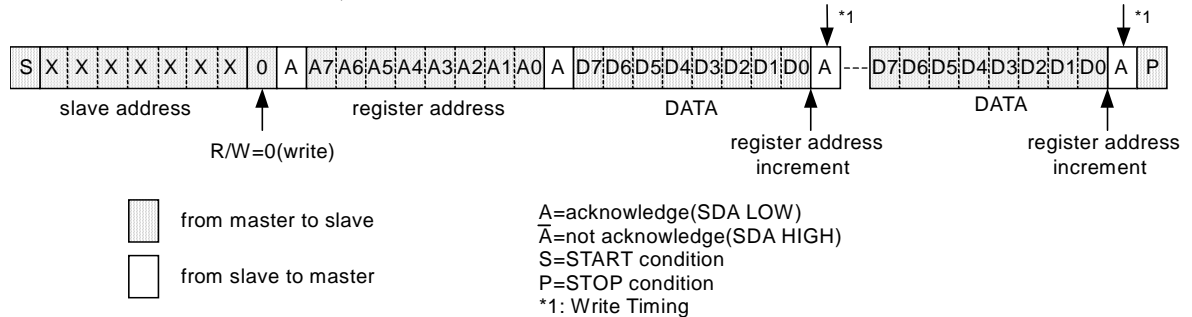 *1 *1
S X X X X X X X 0 A A7 A6 A5 A4 A3 A2 A1 A0 A D7 D6 D5 D4 D3 D2 D1 D0 A D7 D6 D5 D4 D3 D2 D1 D0 A P
slave address register address DATA DATA
R/W=0(write)
register address
increment
register address
increment
from master to slave
from slave to master
A=acknowledge(SDA LOW)
A̅=not acknowledge(SDA HIGH)
S=START condition
P=STOP condition
*1: Write Timing